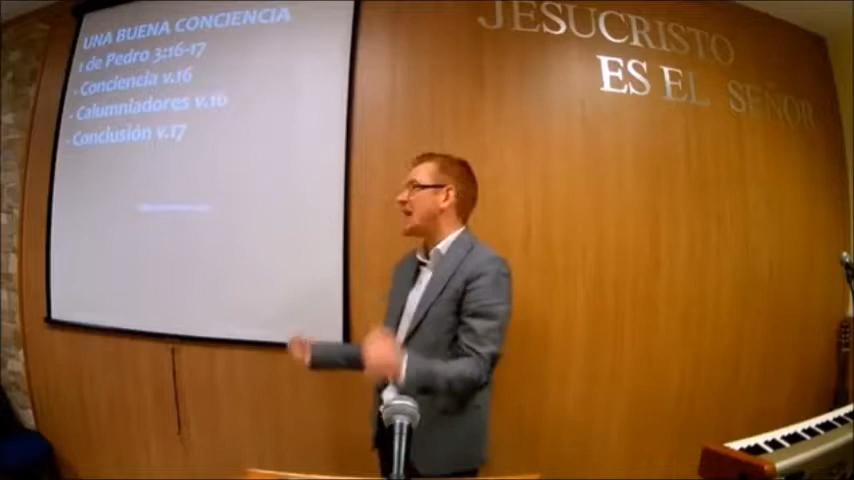 UNA BUENA CONCIENCIA
1 de Pedro 3:16-17
- Conciencia v.16
- Calumniadores vv.16
- Conclusión v.17
JESUCRISTO
ES EL SEÑOR